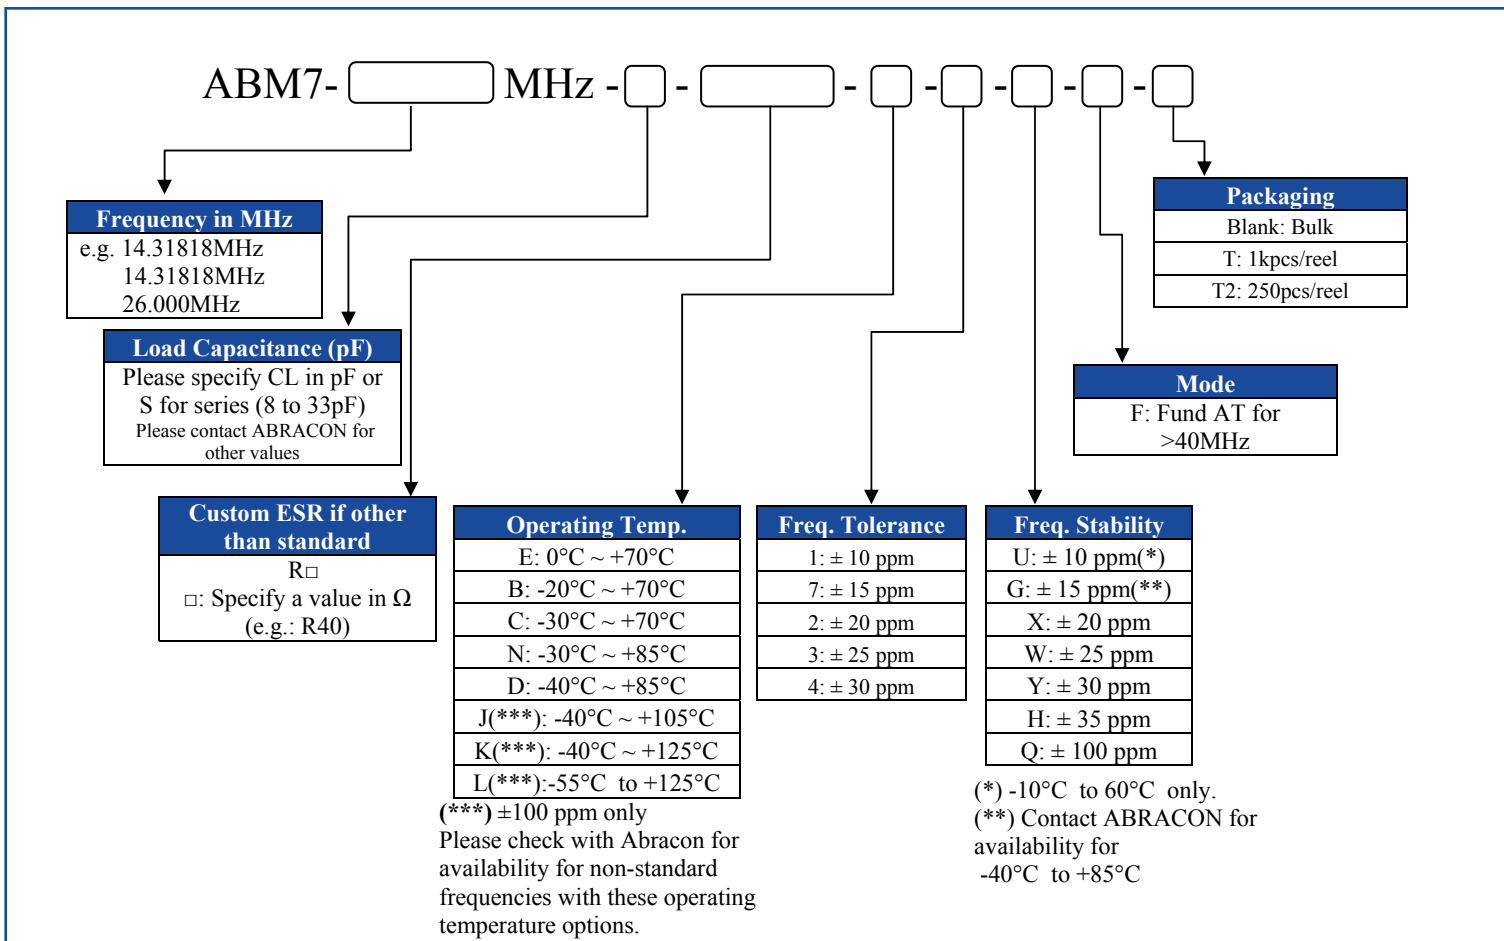 ABM7- MHz - - - - - - -
Frequency in MHz
e.g. 14.31818MHz
14.31818MHz
26.000MHz
Load Capacitance (pF)
Please specify CL in pF or
S for series (8 to 33pF)
Please contact ABRACON for
other values
Custom ESR if other
than standard
R□
□: Specify a value in Ω
(e.g.: R40)
Operating Temp.
E: 0°C ~ +70°C
B: -20°C ~ +70°C
C: -30°C ~ +70°C
N: -30°C ~ +85°C
D: -40°C ~ +85°C
J(***): -40°C ~ +105°C
K(***): -40°C ~ +125°C
L(***):-55°C to +125°C
(***) ±100 ppm only
Please check with Abracon for
availability for non-standard
frequencies with these operating
temperature options.
Freq. Tolerance
1: ± 10 ppm
7: ± 15 ppm
2: ± 20 ppm
3: ± 25 ppm
4: ± 30 ppm
Freq. Stability
U: ± 10 ppm(*)
G: ± 15 ppm(**)
X: ± 20 ppm
W: ± 25 ppm
Y: ± 30 ppm
H: ± 35 ppm
Q: ± 100 ppm
(*) -10°C to 60°C only.
(**) Contact ABRACON for
availability for
-40°C to +85°C
Mode
F: Fund AT for
>40MHz
Packaging
Blank: Bulk
T: 1kpcs/reel
T2: 250pcs/reel